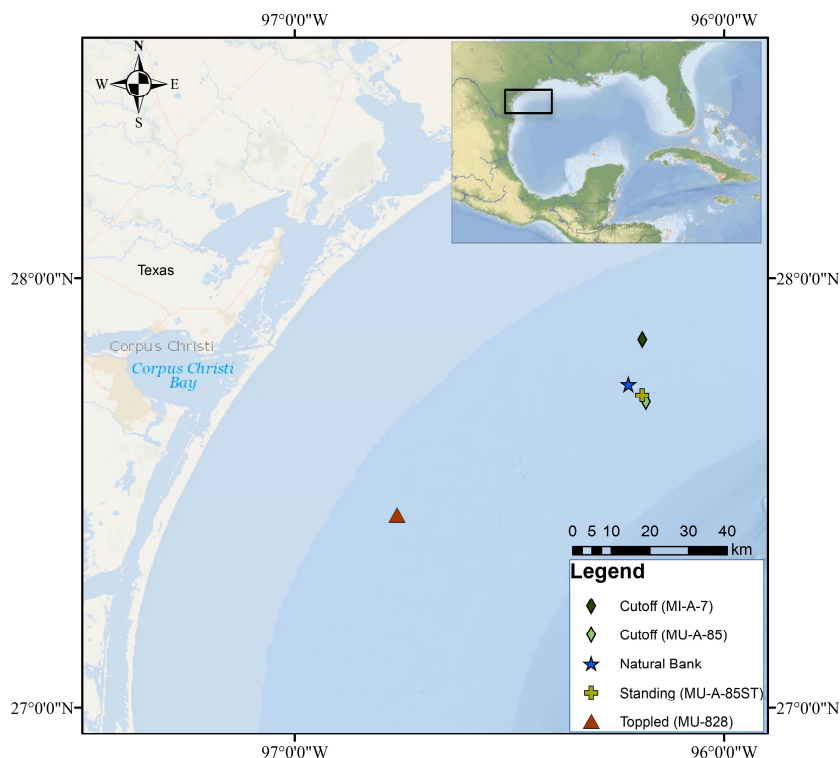 97°0'0"W 96°0'0"W
N
W E
S
28°0'0"N 28°0'0"N
Texas
Corpus Christi
Corpus Christi
Bay
0 5 10 20 30 40
km
Legend
Cutoff (MI-A-7)
Cutoff (MU-A-85)
Natural Bank
Standing (MU-A-85ST)
Toppled (MU-828)
27°0'0"N 27°0'0"N
97°0'0"W 96°0'0"W